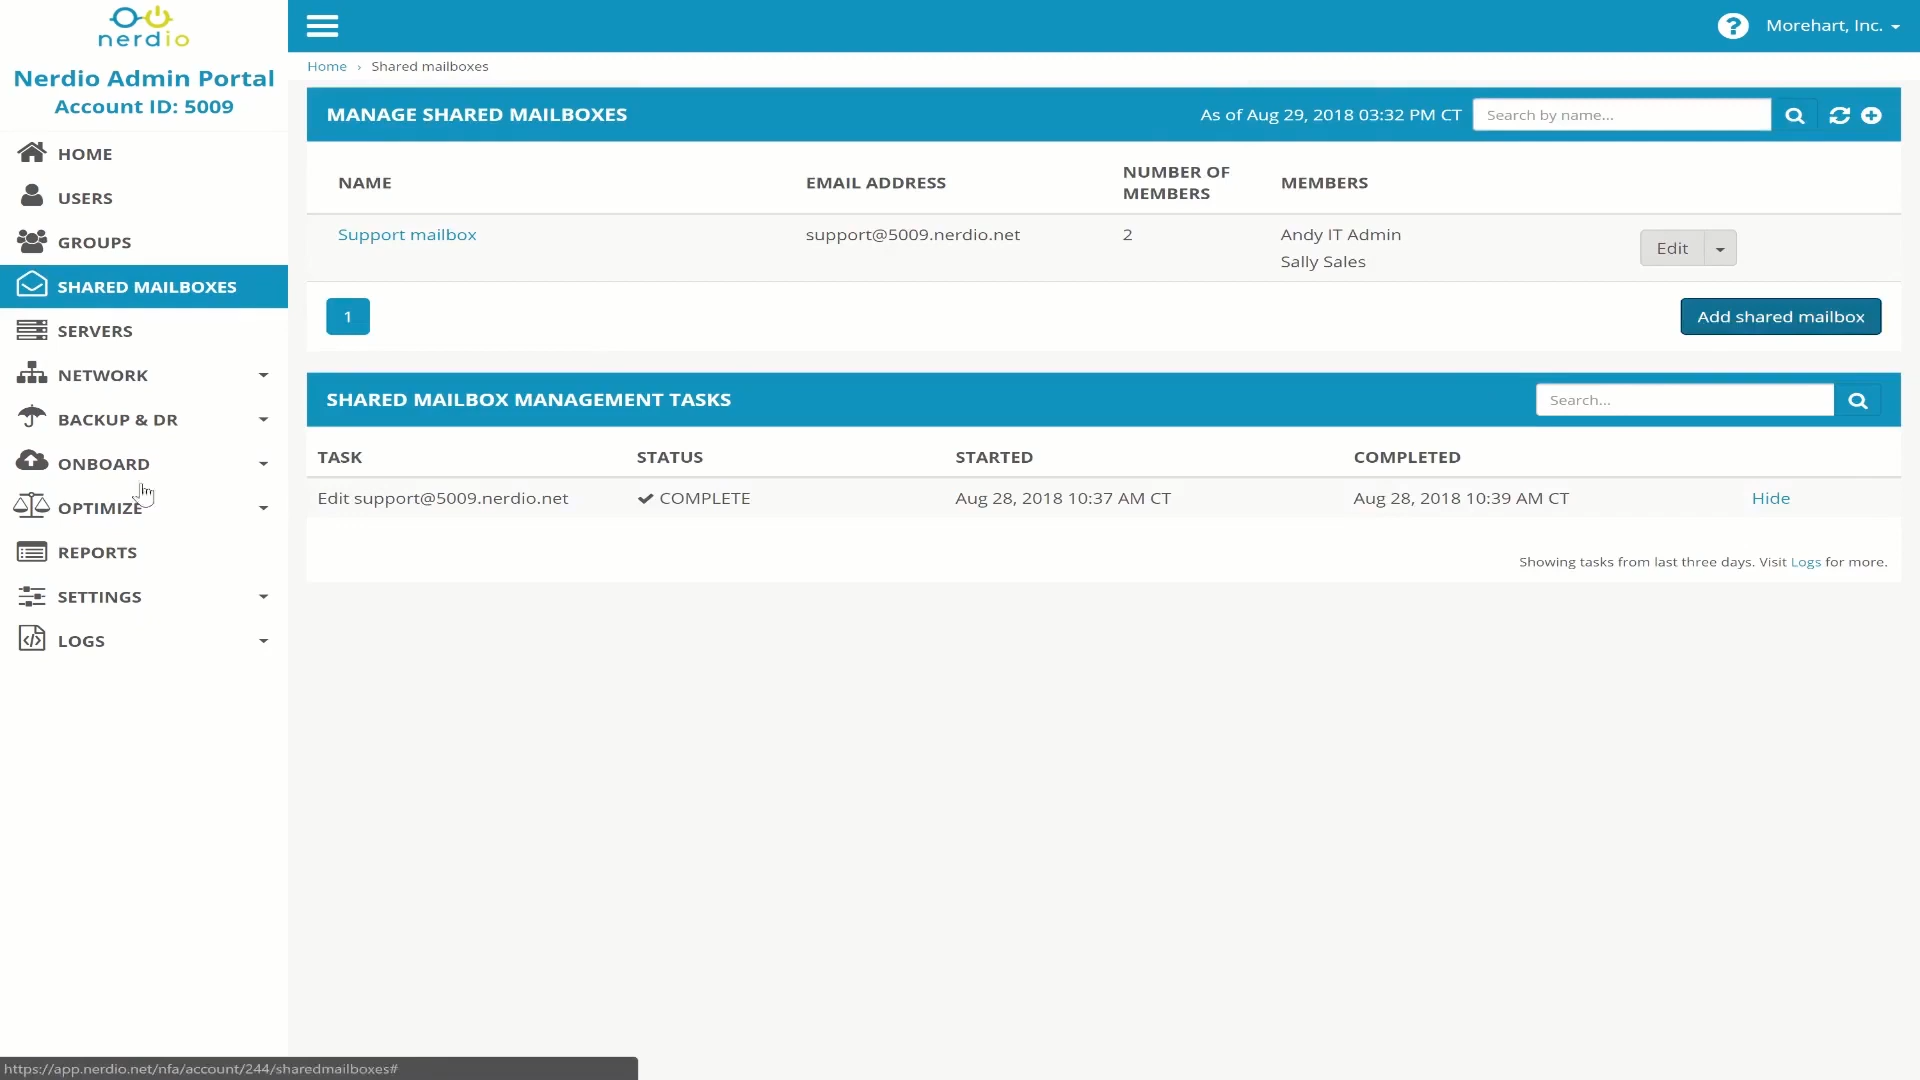 nerdio
Nerdio Admin Portal
Account ID: 5009
HOME
USERS
GROUPS
SHARED MAILBOXES
SERVERS
NETWORK
BACKUP & DR
ONBOARD
OPTIMIZE
REPORTS
SETTINGS
LOGS
? Morehart, Inc.
Home › Shared mailboxes
MANAGE SHARED MAILBOXES As of Aug 29, 2018 03:32 PM CT Search by name...
NAME EMAIL ADDRESS NUMBER OF MEMBERS MEMBERS
Support mailbox support@5009.nerdio.net 2 Andy IT Admin Edit
Sally Sales
1 Add shared mailbox
SHARED MAILBOX MANAGEMENT TASKS Search...
TASK STATUS STARTED COMPLETED
Edit support@5009.nerdio.net COMPLETE Aug 28, 2018 10:37 AM CT Aug 28, 2018 10:39 AM CT Hide
Showing tasks from last three days. Visit Logs for more.
https://app.nerdio.net/nfa/account/244/sharedmailboxes#